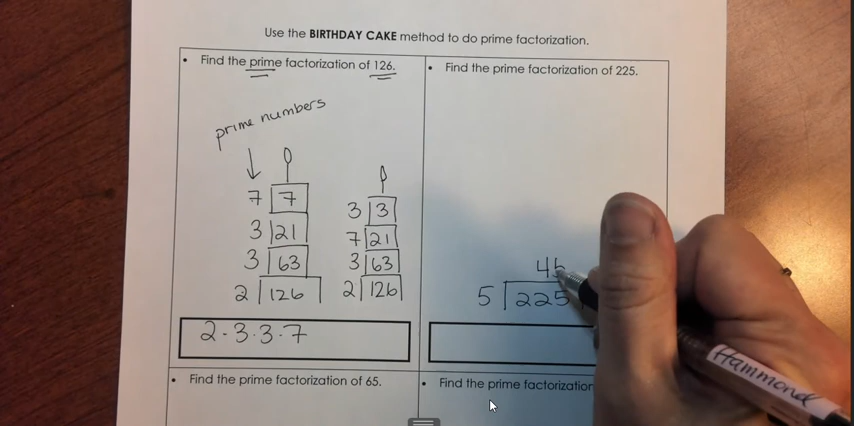 Use the BIRTHDAY CAKE method to do prime factorization.
• Find the prime factorization of 126.
prime numbers
7 7
3 21
3 63
2 126
3 3
7 21
3 63
2 126
2 · 3 · 3 · 7
• Find the prime factorization of 225.
45
5 225
• Find the prime factorization of 65.
• Find the prime factorization
Hammond